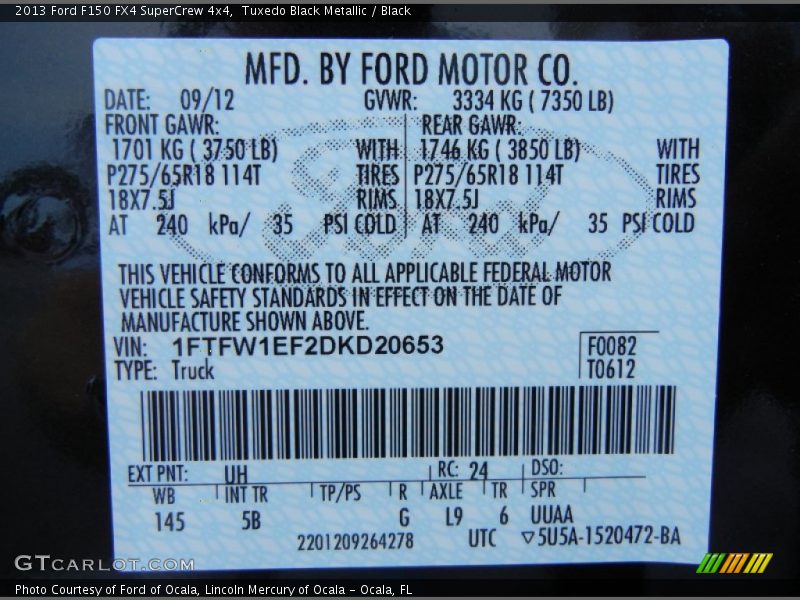 2013 Ford F150 FX4 SuperCrew 4x4, Tuxedo Black Metallic / Black
MFD. BY FORD MOTOR CO.
DATE: 09/12 GVWR: 3334 KG ( 7350 LB)
FRONT GAWR: REAR GAWR:
1701 KG ( 3750 LB) WITH 1746 KG ( 3850 LB) WITH
P275/65R18 114T TIRES P275/65R18 114T TIRES
18X7.5J RIMS 18X7.5J RIMS
AT 240 kPa/ 35 PSI COLD AT 240 kPa/ 35 PSI COLD
THIS VEHICLE CONFORMS TO ALL APPLICABLE FEDERAL MOTOR
VEHICLE SAFETY STANDARDS IN EFFECT ON THE DATE OF
MANUFACTURE SHOWN ABOVE.
VIN: 1FTFW1EF2DKD20653 F0082
TYPE: Truck T0612
EXT PNT: UH RC: 24 DSO:
WB INT TR TP/PS R AXLE TR SPR
145 5B G L9 6 UUAA
2201209264278 UTC ▽5U5A-1520472-BA
GTCARLOT.COM
Photo Courtesy of Ford of Ocala, Lincoln Mercury of Ocala – Ocala, FL